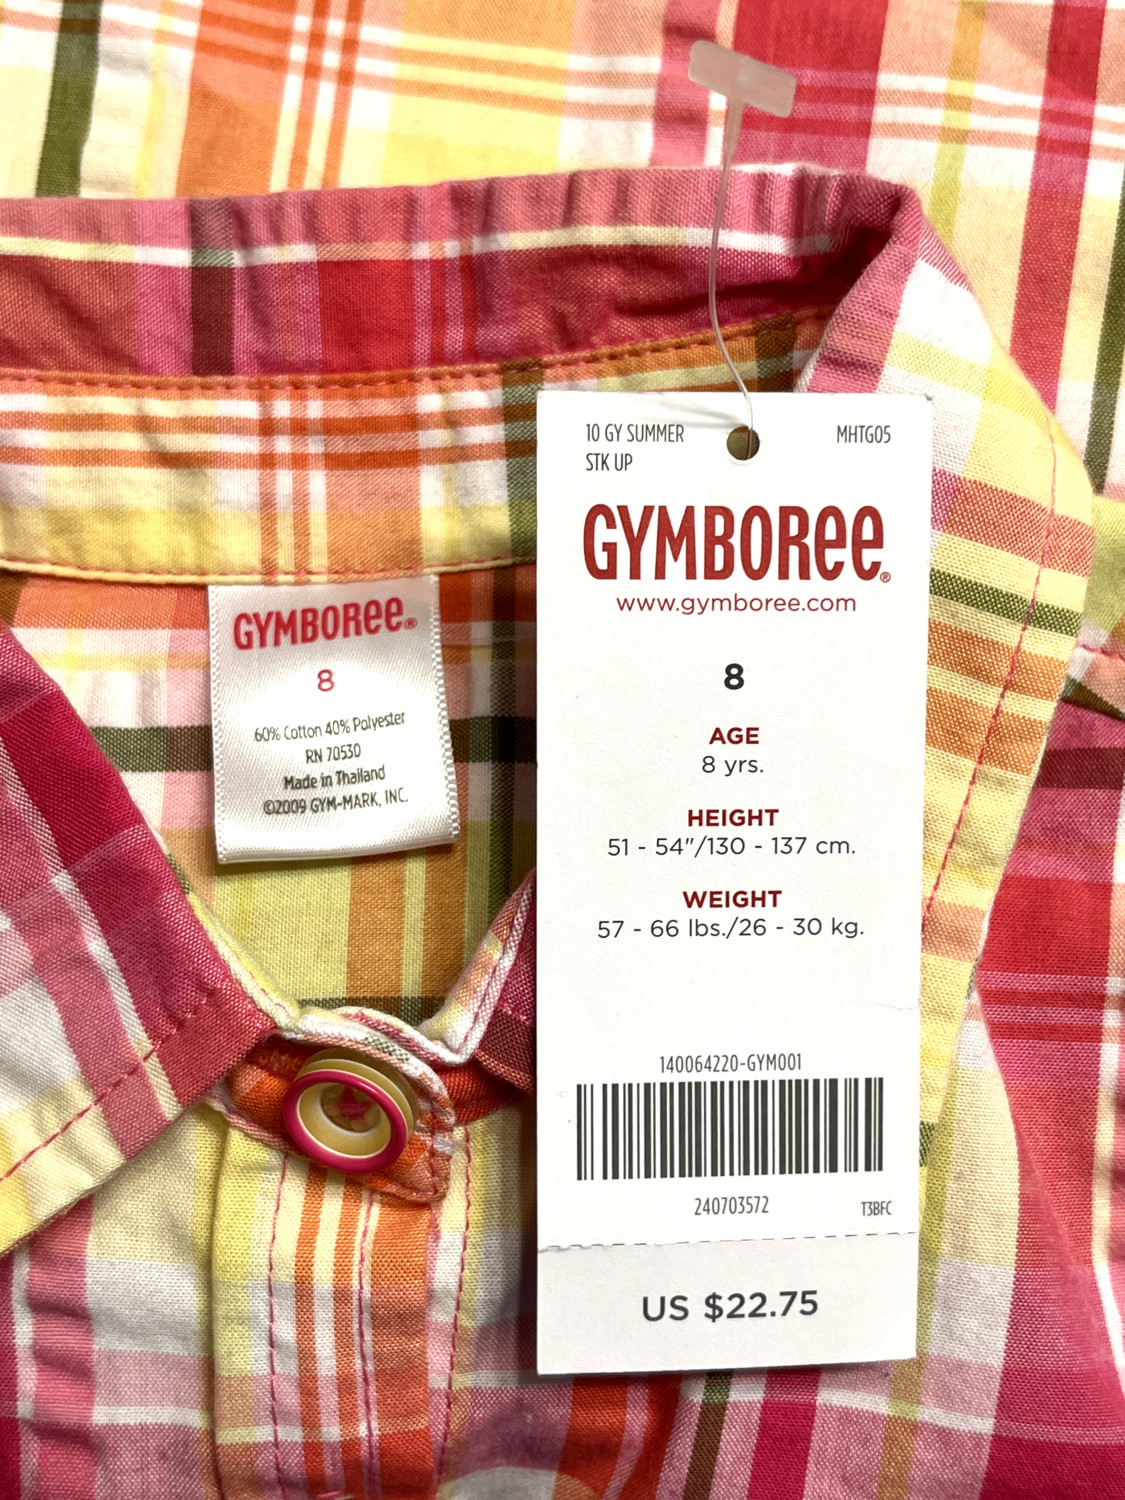 10 GY SUMMER MHTG05
STK UP
GYMBOREE®
www.gymboree.com
8
AGE
8 yrs.
HEIGHT
51 - 54"/130 - 137 cm.
WEIGHT
57 - 66 lbs./26 - 30 kg.
140064220-GYM001
240703572 T3BFC
US $22.75
GYMBOREE®
8
60% Cotton 40% Polyester
RN 70530
Made in Thailand
©2009 GYM-MARK, INC.